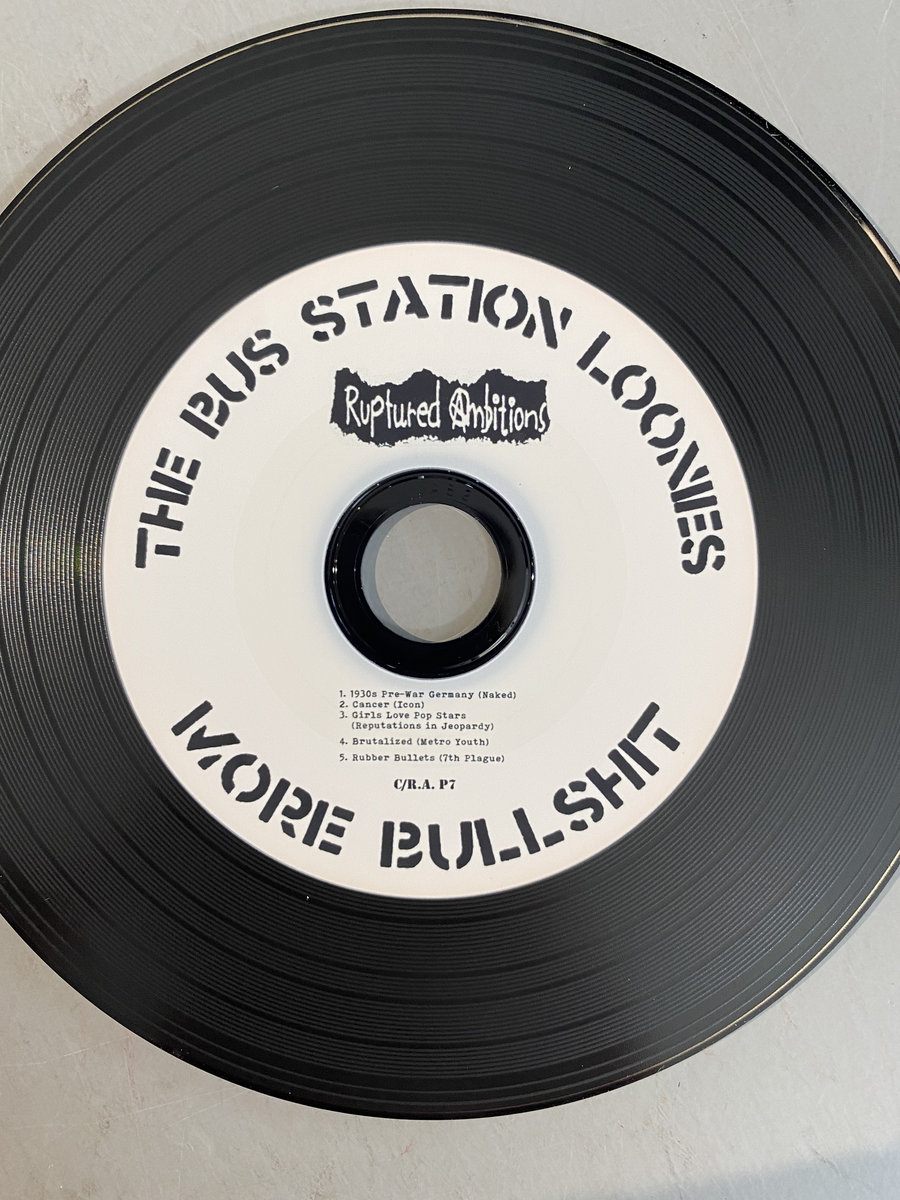 THE BUS STATION LOONIES
Ruptured Ambitions
1. 1930s Pre-War Germany (Naked)
2. Cancer (Icon)
3. Girls Love Pop Stars
(Reputations in Jeopardy)
4. Brutalized (Metro Youth)
5. Rubber Bullets (7th Plague)
C/R.A. P7
MORE BULLSHIT